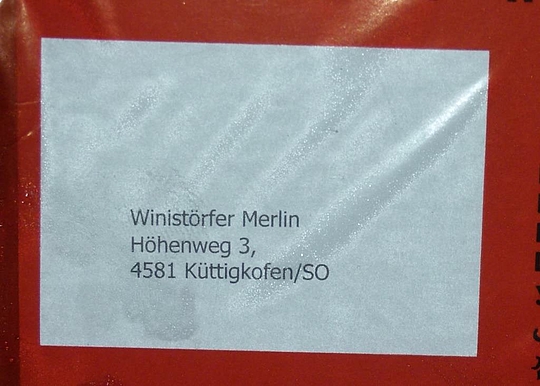 Winistörfer Merlin
Höhenweg 3,
4581 Küttigkofen/SO